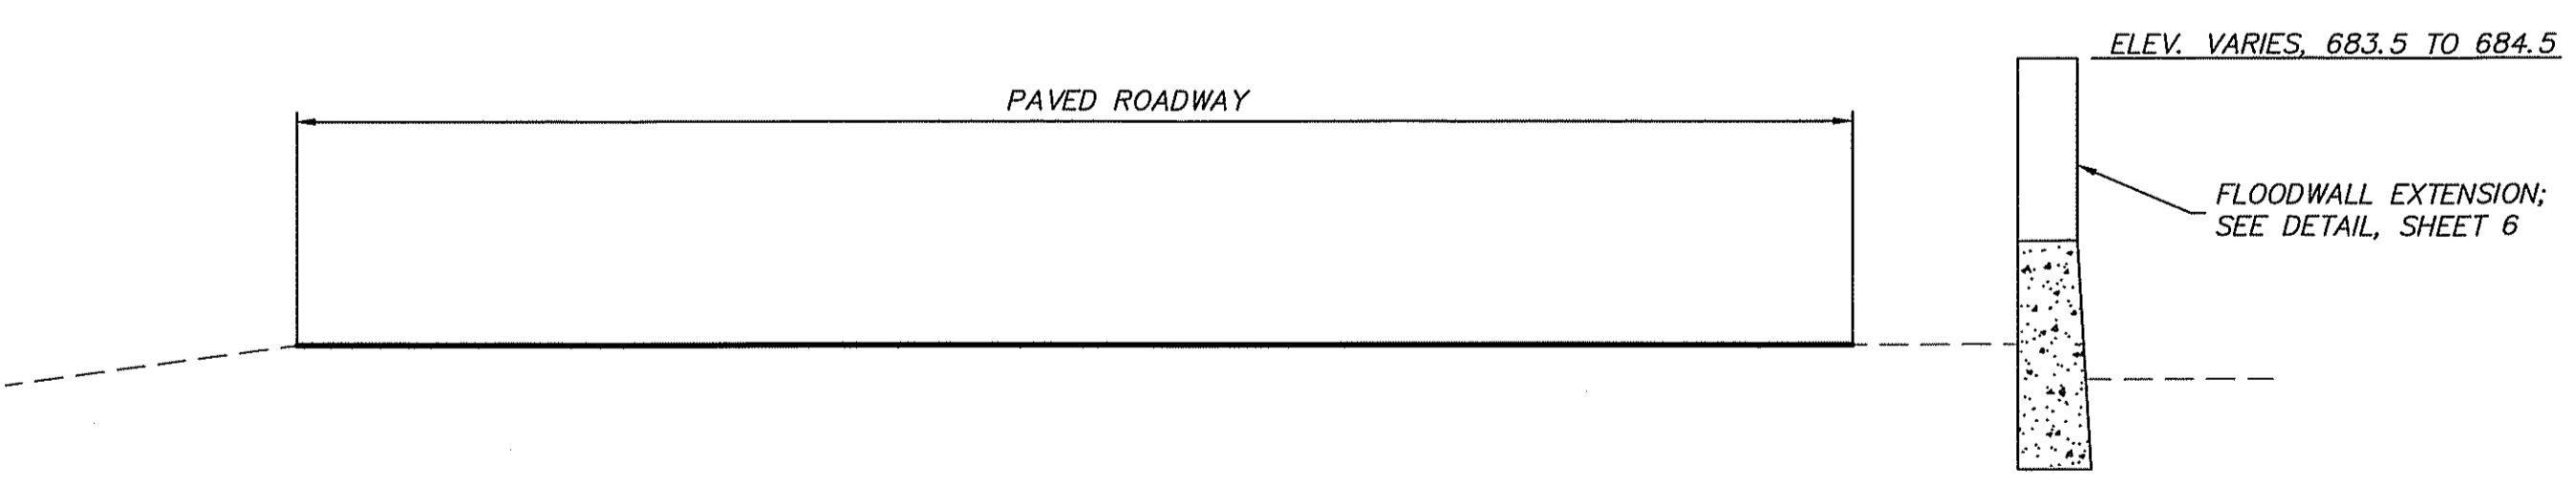 ELEV. VARIES, 683.5 TO 684.5
PAVED ROADWAY
FLOODWALL EXTENSION;
SEE DETAIL, SHEET 6